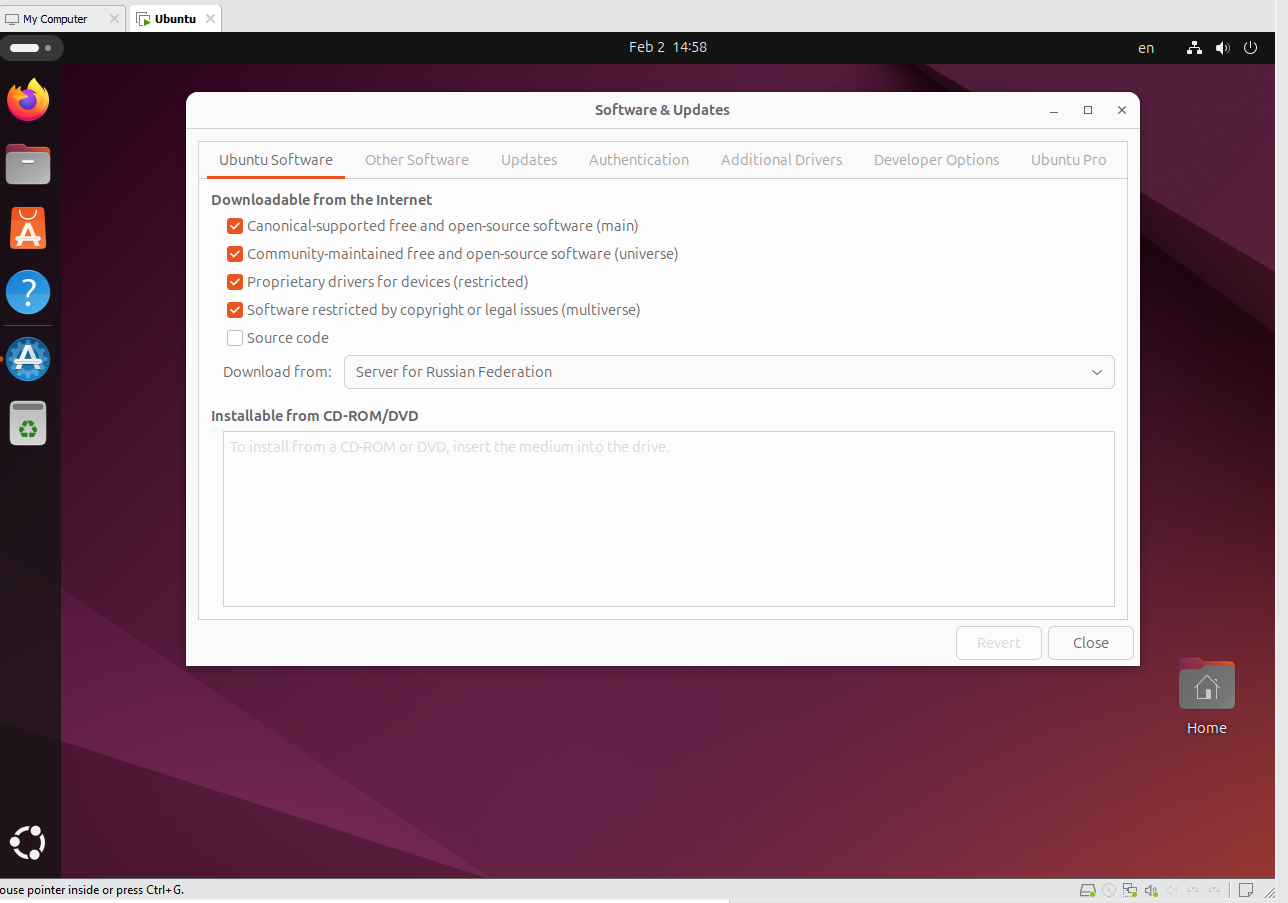 My Computer
Ubuntu
Feb 2 14:58
en
Software & Updates
Ubuntu Software
Other Software
Updates
Authentication
Additional Drivers
Developer Options
Ubuntu Pro
Downloadable from the Internet
Canonical-supported free and open-source software (main)
Community-maintained free and open-source software (universe)
Proprietary drivers for devices (restricted)
Software restricted by copyright or legal issues (multiverse)
Source code
Download from:
Server for Russian Federation
Installable from CD-ROM/DVD
To install from a CD-ROM or DVD, insert the medium into the drive.
Revert
Close
Home
ouse pointer inside or press Ctrl+G.